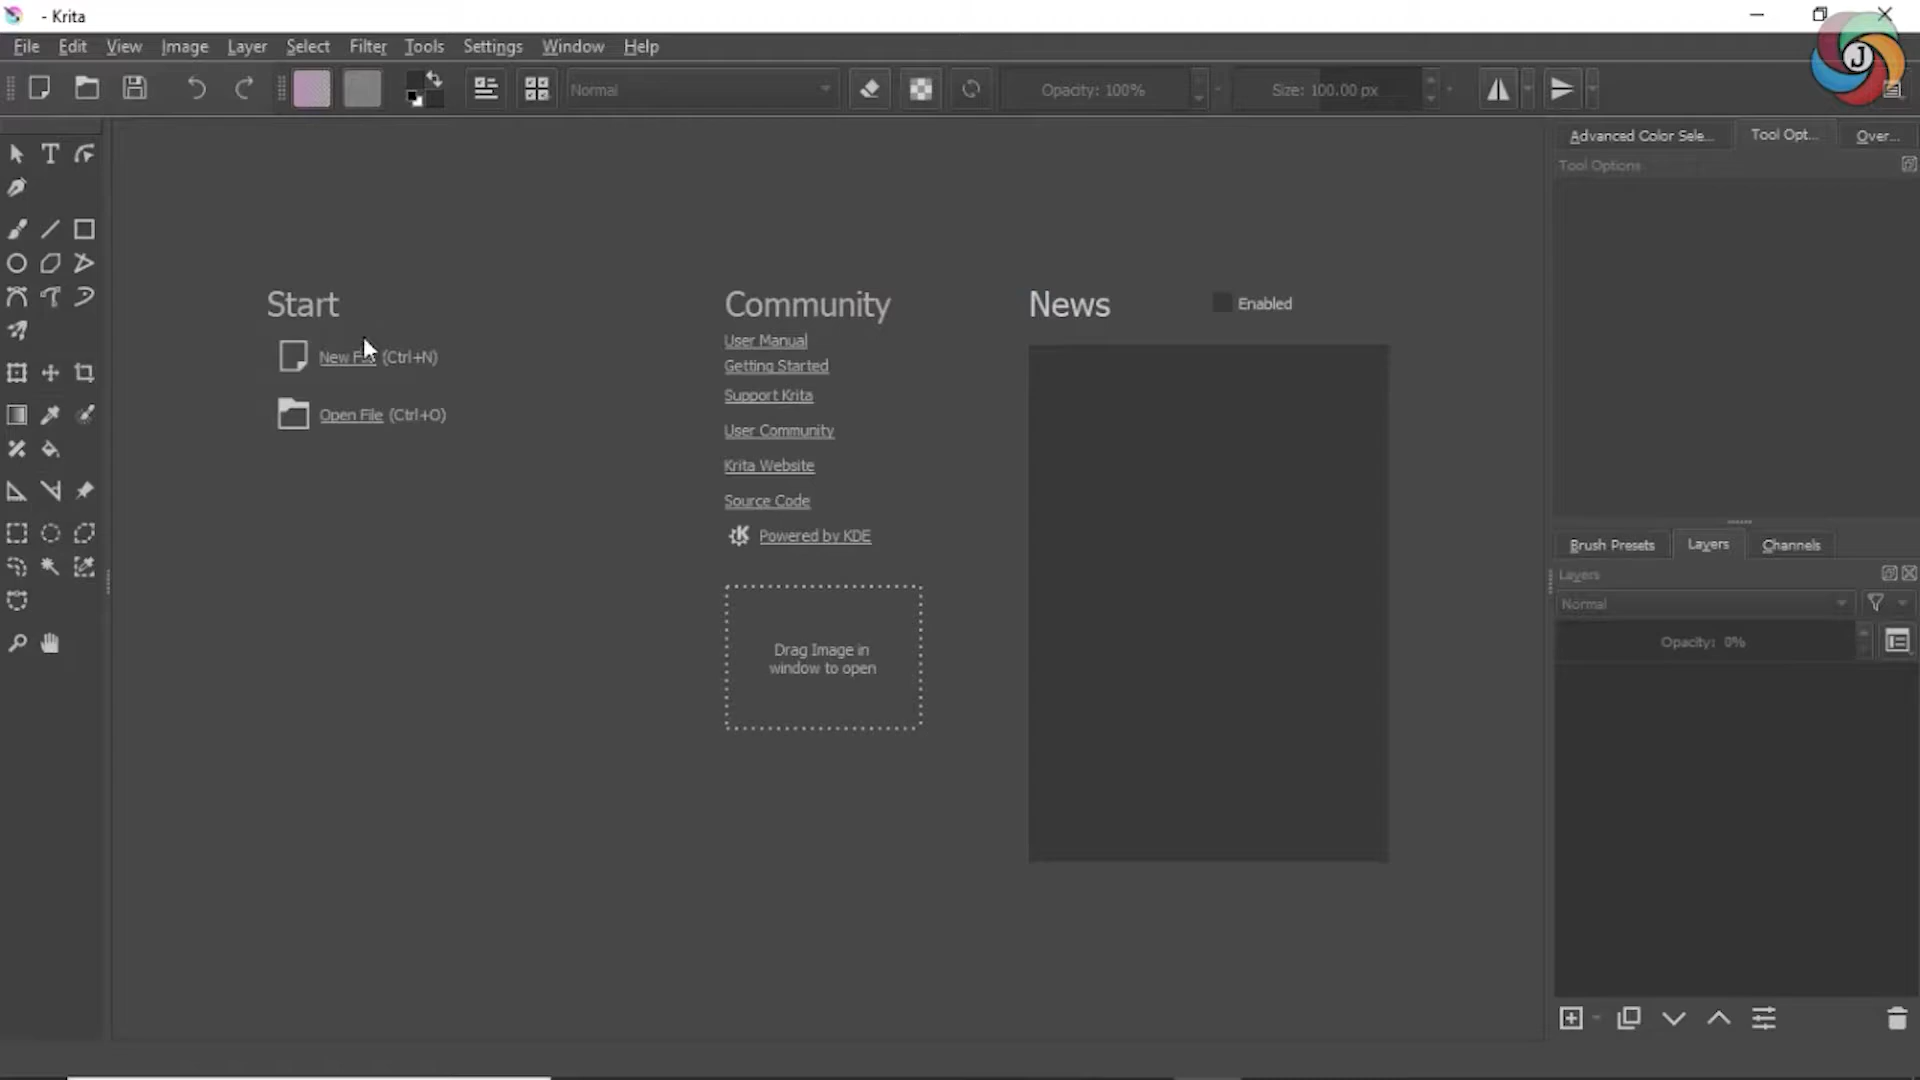 - Krita
File Edit View Image Layer Select Filter Tools Settings Window Help
Normal Opacity: 100% Size: 100.00 px
J
Advanced Color Sele... Tool Opt... Over...
Tool Options
Start
New File (Ctrl+N)
Open File (Ctrl+O)
Community
User Manual
Getting Started
Support Krita
User Community
Krita Website
Source Code
Powered by KDE
Drag Image in
window to open
News Enabled
Brush Presets Layers Channels
Layers
Normal
Opacity: 0%